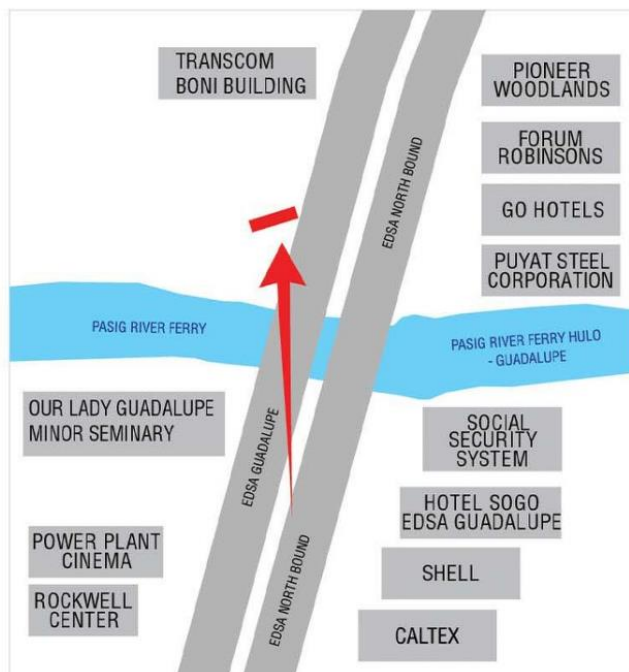 TRANSCOM
BONI BUILDING
PIONEER
WOODLANDS
FORUM
ROBINSONS
GO HOTELS
PUYAT STEEL
CORPORATION
EDSA NORTH BOUND
PASIG RIVER FERRY
PASIG RIVER FERRY HULO
- GUADALUPE
OUR LADY GUADALUPE
MINOR SEMINARY
EDSA GUADALUPE
SOCIAL
SECURITY
SYSTEM
HOTEL SOGO
EDSA GUADALUPE
POWER PLANT
CINEMA
EDSA NORTH BOUND
SHELL
ROCKWELL
CENTER
CALTEX